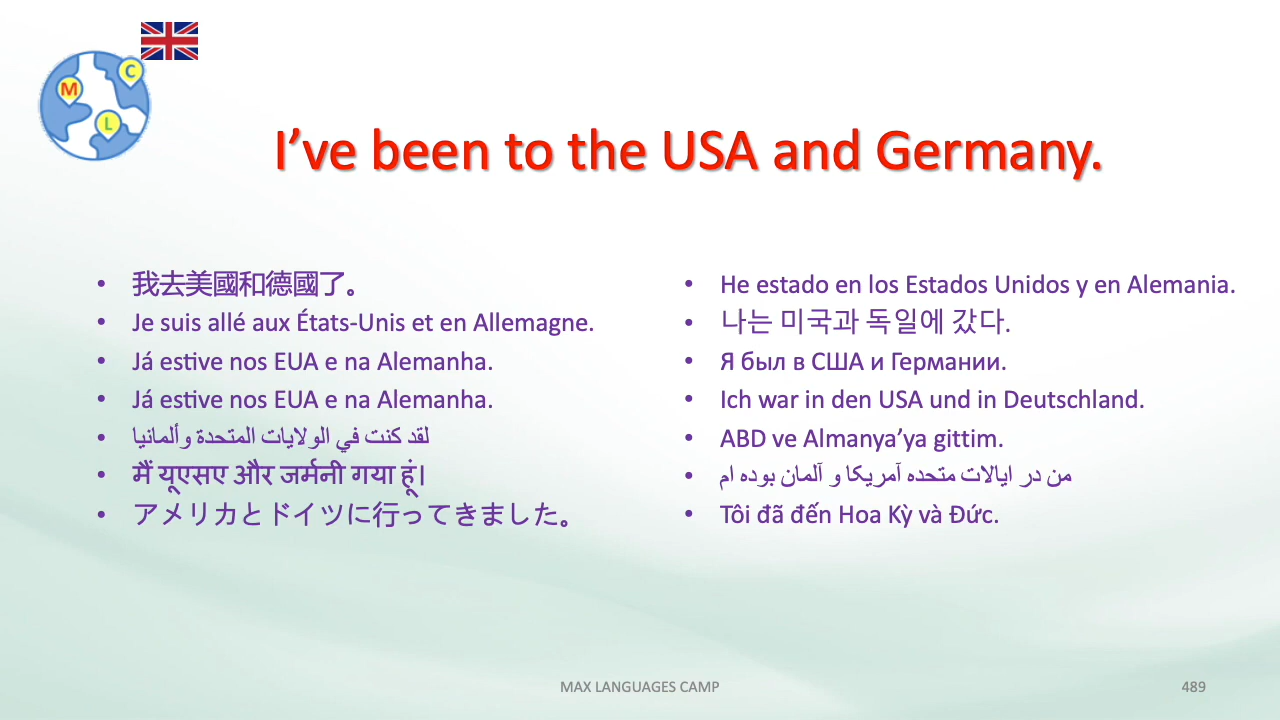 M
C
L
I’ve been to the USA and Germany.
• 我去美國和德國了。
• Je suis allé aux États-Unis et en Allemagne.
• Já estive nos EUA e na Alemanha.
• Já estive nos EUA e na Alemanha.
• لقد كنت في الولايات المتحدة وألمانيا
• मैं यूएसए और जर्मनी गया हूं।
• アメリカとドイツに行ってきました。
• He estado en los Estados Unidos y en Alemania.
• 나는 미국과 독일에 갔다.
• Я был в США и Германии.
• Ich war in den USA und in Deutschland.
• ABD ve Almanya’ya gittim.
• من در ایالات متحده آمریکا و آلمان بوده ام
• Tôi đã đến Hoa Kỳ và Đức.
MAX LANGUAGES CAMP
489